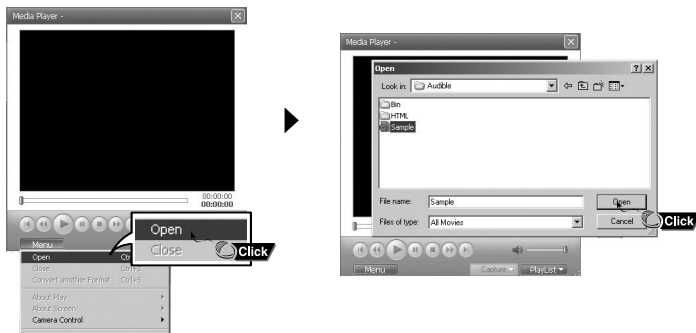 Media Player -
00:00:00
00:00:00
Menu
Open
Close
Click
Open
Close Ctrl+Z
Convert another Format Ctrl+S
About Play
About Screen
Camera Control
Media Player -
Open
Look in: Audible
Bin
HTML
Sample
File name: Sample
Open
Files of type: All Movies
Cancel
Click
Menu
Capture
PlayList